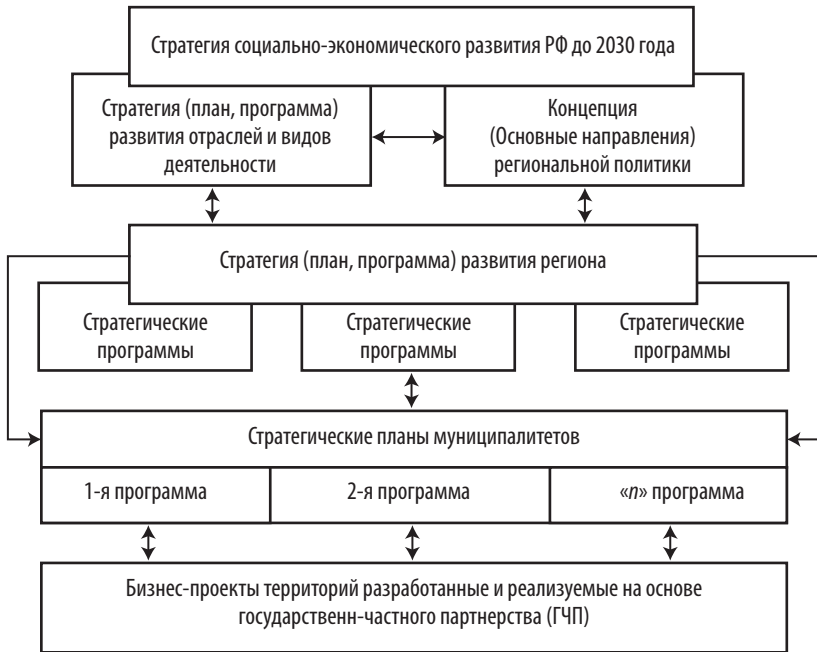 Стратегия социально-экономического развития РФ до 2030 года
Стратегия (план, программа)
развития отраслей и видов
деятельности
Концепция
(Основные направления)
региональной политики
Стратегия (план, программа) развития региона
Стратегические
программы
Стратегические
программы
Стратегические
программы
Стратегические планы муниципалитетов
1-я программа
2-я программа
«n» программа
Бизнес-проекты территорий разработанные и реализуемые на основе
государственн-частного партнерства (ГЧП)